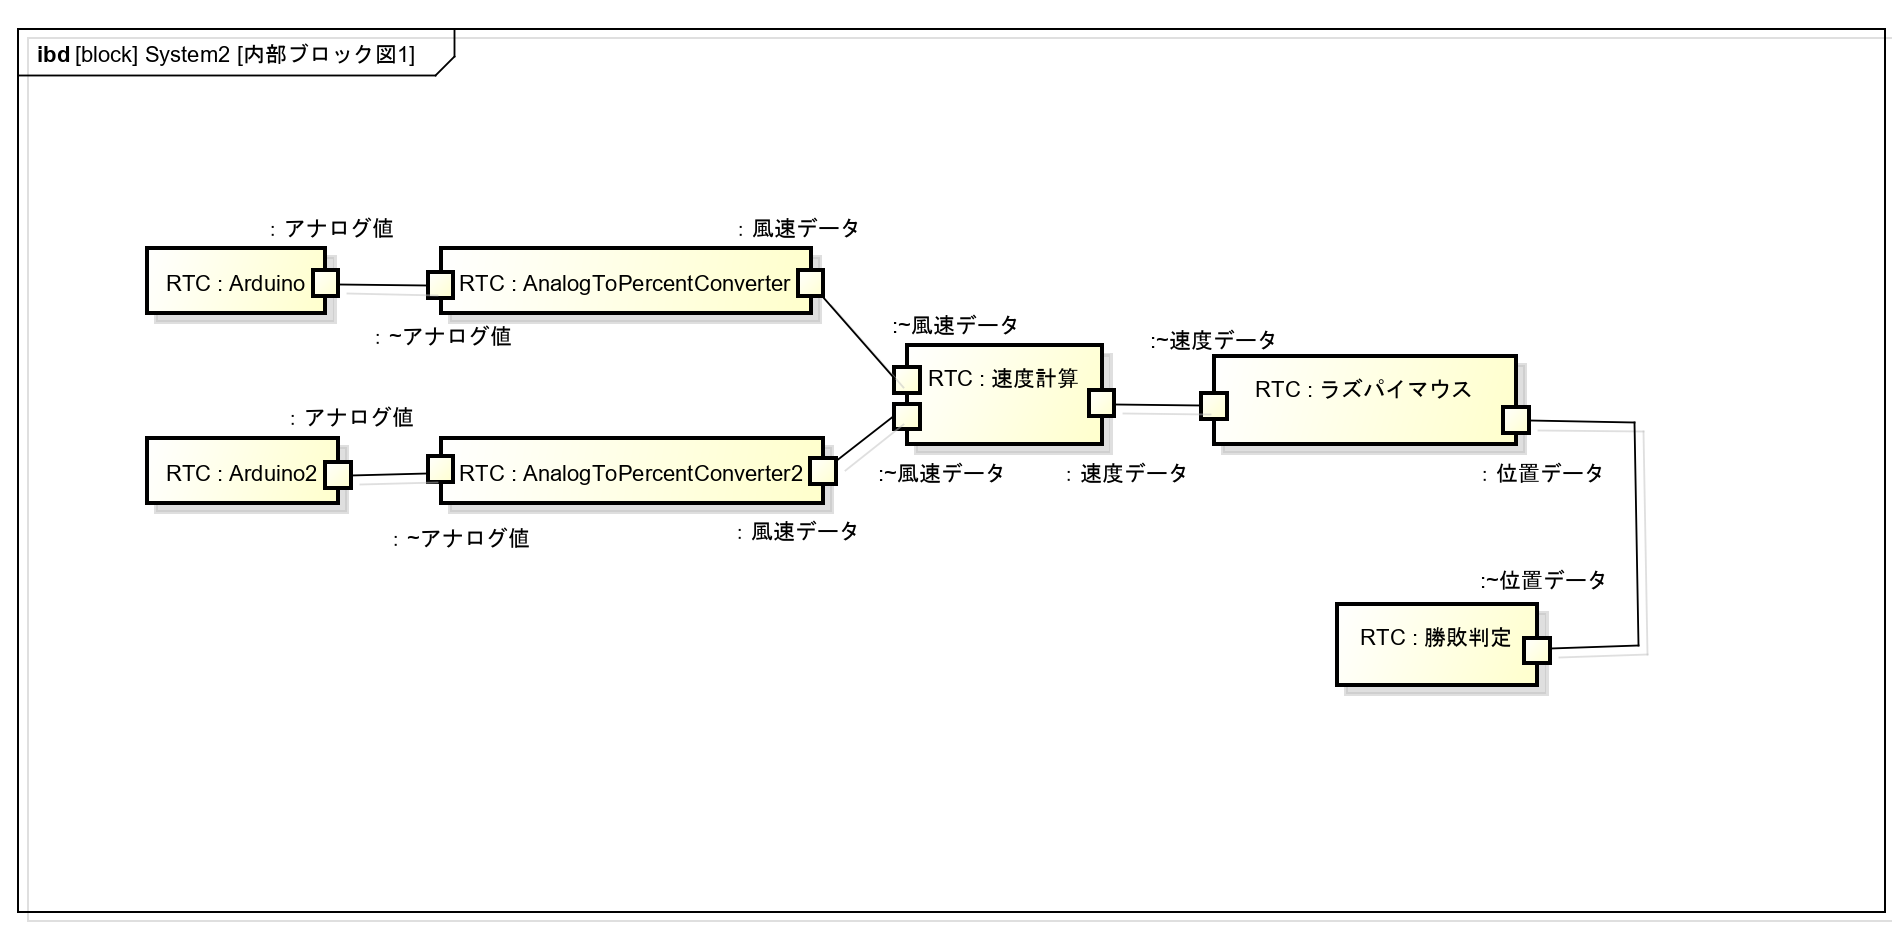 ibd [block] System2 [内部ブロック図1]
: アナログ値
: 風速データ
RTC : Arduino
RTC : AnalogToPercentConverter
: ~アナログ値
:~風速データ
:~速度データ
RTC : 速度計算
RTC : ラズパイマウス
: アナログ値
RTC : Arduino2
RTC : AnalogToPercentConverter2
:~風速データ
: 速度データ
: 位置データ
: ~アナログ値
: 風速データ
:~位置データ
RTC : 勝敗判定